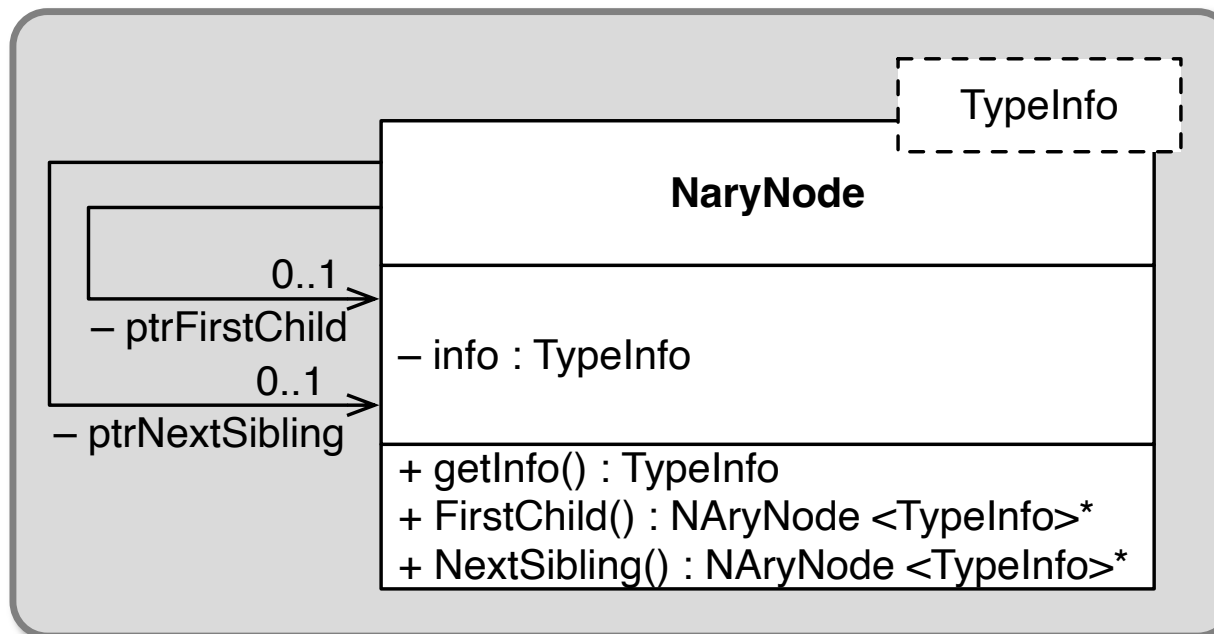 TypeInfo
NaryNode
0..1
– ptrFirstChild
– info : TypeInfo
0..1
– ptrNextSibling
+ getInfo() : TypeInfo
+ FirstChild() : NAryNode <TypeInfo>*
+ NextSibling() : NAryNode <TypeInfo>*